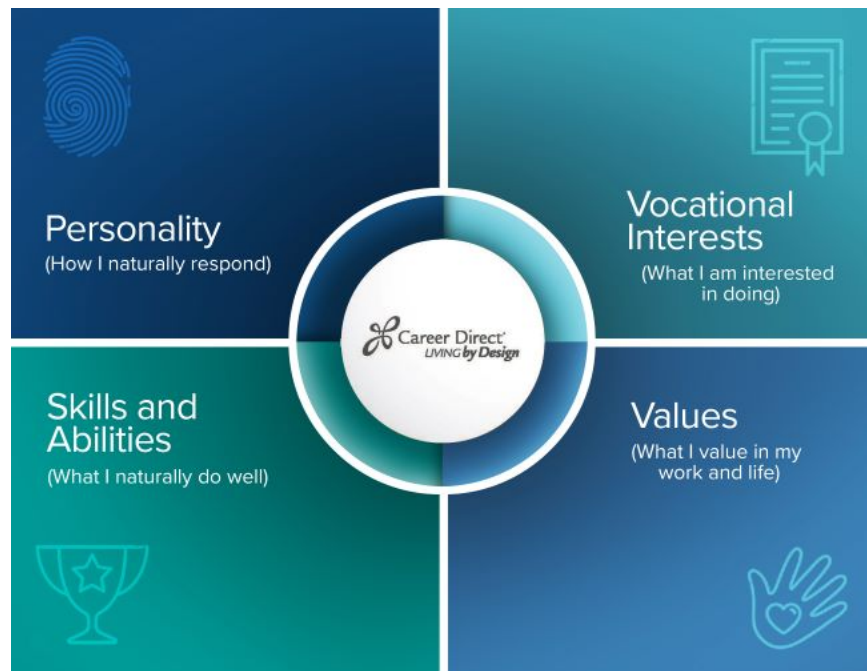 Personality
(How I naturally respond)
Vocational
Interests
(What I am interested
in doing)
Career Direct®
LIVING by Design
Skills and
Abilities
(What I naturally do well)
Values
(What I value in my
work and life)